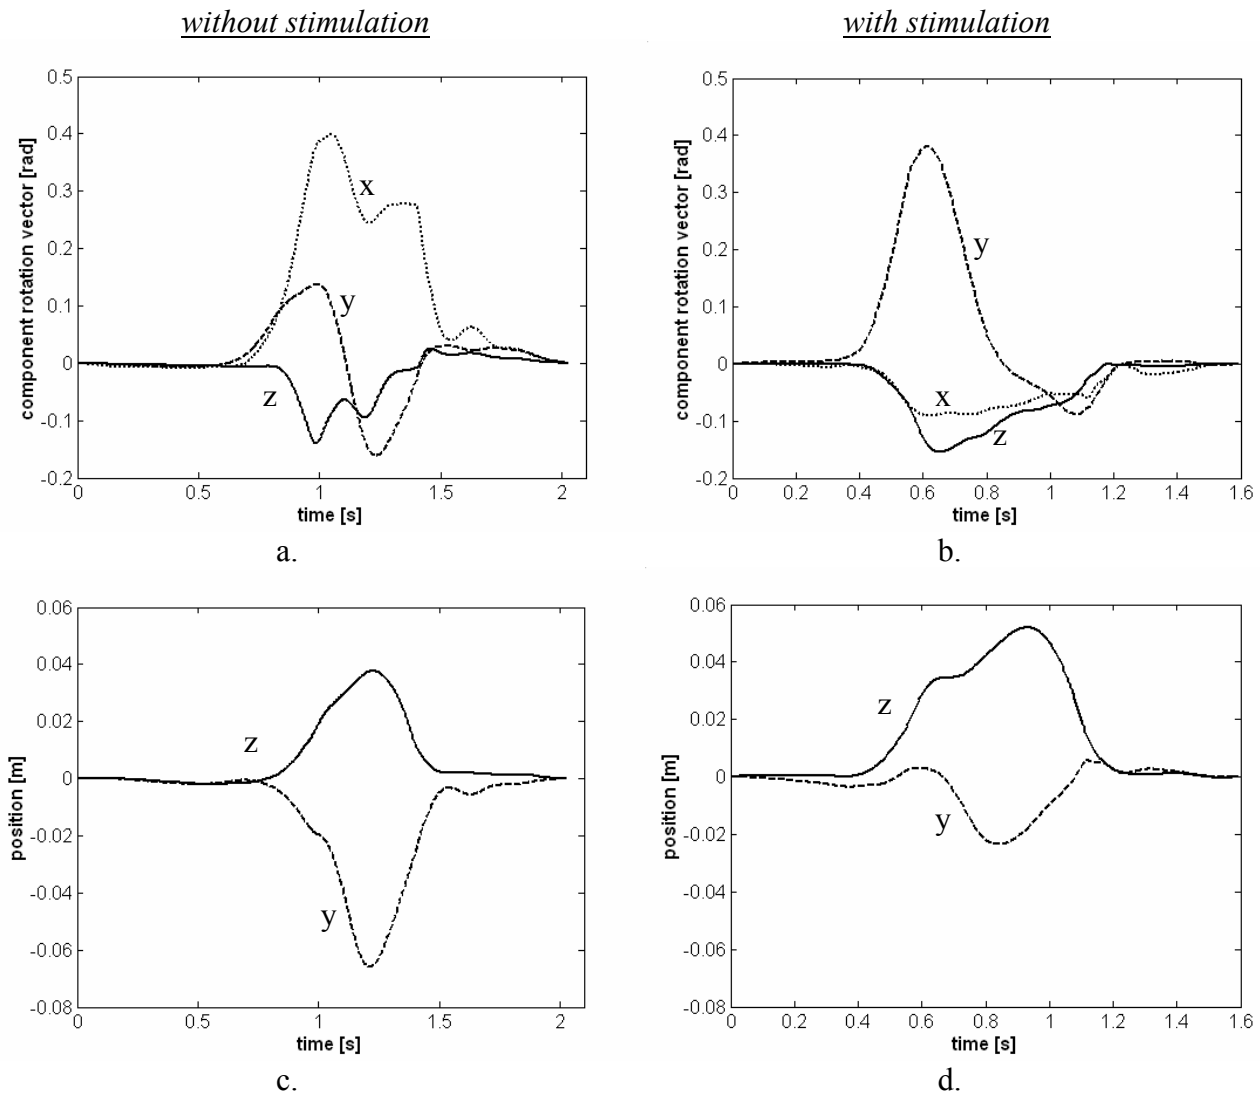 without stimulation
with stimulation
0.5
0.4
0.3
0.2
0.1
0
-0.1
-0.2
component rotation vector [rad]
x
y
z
0
0.5
1
1.5
2
time [s]
a.
0.5
0.4
0.3
0.2
0.1
0
-0.1
-0.2
component rotation vector [rad]
y
x
z
0
0.2
0.4
0.6
0.8
1
1.2
1.4
1.6
time [s]
b.
0.06
0.04
0.02
0
-0.02
-0.04
-0.06
-0.08
position [m]
z
y
0
0.5
1
1.5
2
time [s]
c.
0.06
0.04
0.02
0
-0.02
-0.04
-0.06
-0.08
position [m]
z
y
0
0.2
0.4
0.6
0.8
1
1.2
1.4
1.6
time [s]
d.